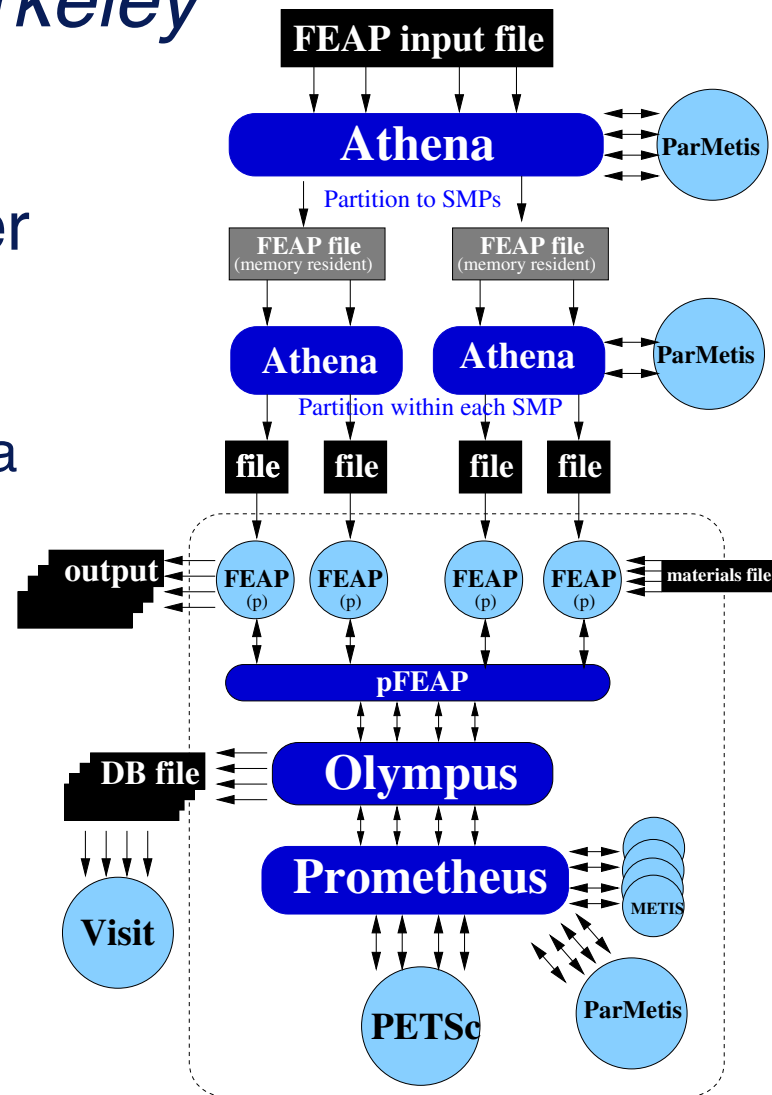 rkeley
FEAP input file
Athena
ParMetis
Partition to SMPs
er
FEAP file
(memory resident)
FEAP file
(memory resident)
Athena
Athena
ParMetis
Partition within each SMP
a
file
file
file
file
output
FEAP
(p)
FEAP
(p)
FEAP
(p)
FEAP
(p)
materials file
pFEAP
DB file
Olympus
Prometheus
METIS
Visit
PETSc
ParMetis